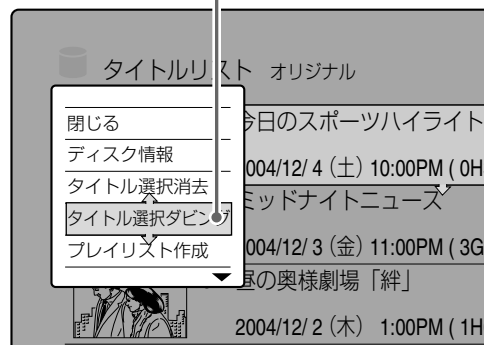 タイトルリスト オリジナル
閉じる
ディスク情報
タイトル選択消去
タイトル選択ダビング
プレイリスト作成
今日のスポーツハイライト
2004/12/ 4 (土) 10:00PM ( 0H
ミッドナイトニュース
2004/12/ 3 (金) 11:00PM ( 3G
昼の奥様劇場「絆」
2004/12/ 2 (木) 1:00PM ( 1H